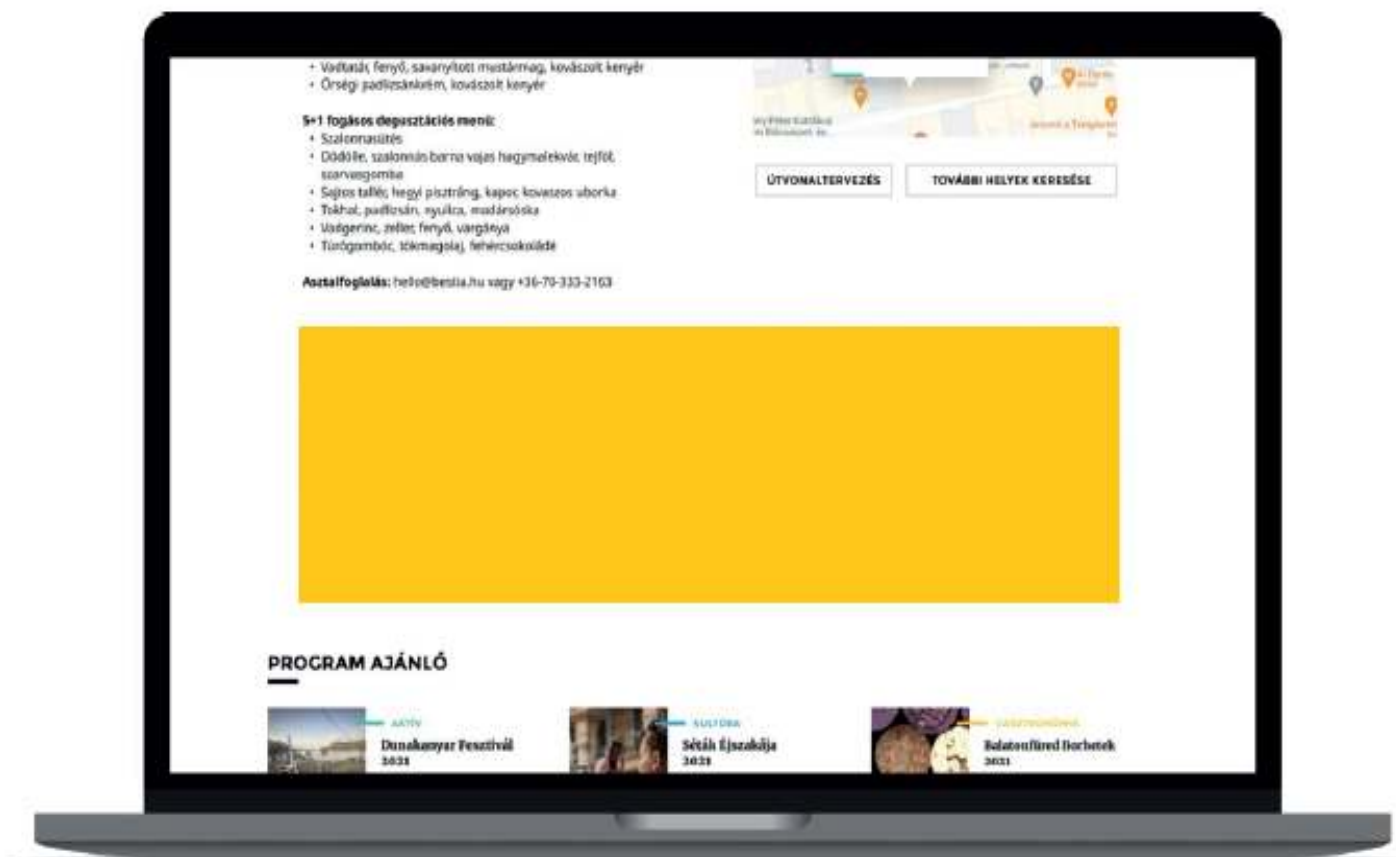 • Vadtatár, fenyő, savanyított mustármag, kovászolt kenyér
• Őrségi padlizsánkrém, kovászolt kenyér
5+1 fogásos degusztációs menü:
• Szalonnasütés
• Dödölle, szalonnás barna vajas hagymalekvár, tejföl,
szarvasgomba
• Sajtos tallér, hegyi pisztráng, kapor, kovászos uborka
• Tokhal, padlizsán, nyulica, madársóska
• Vadgerinc, zeller, fenyő, vargánya
• Túrógombóc, tökmagolaj, fehércsokoládé
Asztalfoglalás: hello@bestia.hu vagy +36-70-333-2163
ÚTVONALTERVEZÉS
TOVÁBBI HELYEK KERESÉSE
PROGRAM AJÁNLÓ
AKTÍV
Dunakanyar Fesztivál
2021
KULTÚRA
Séták Éjszakája
2021
GASZTRONÓMIA
Balatonfüred Borhetek
2021